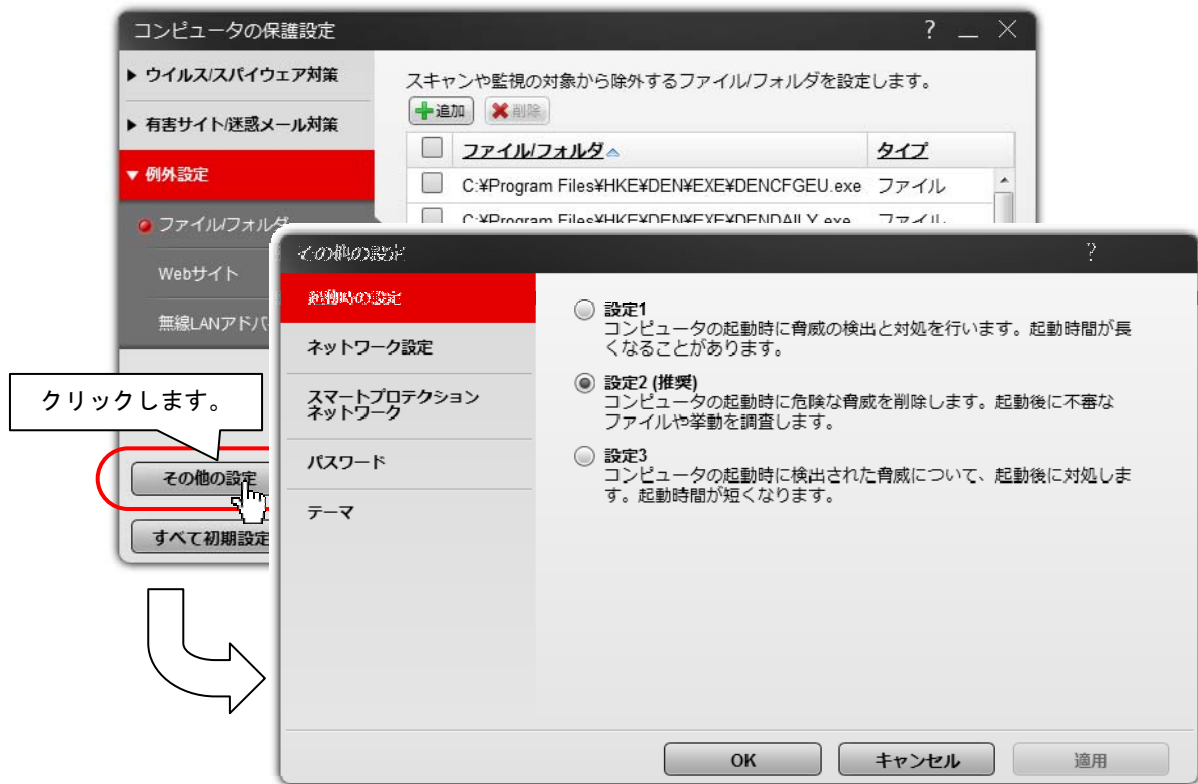 コンピュータの保護設定
? _ ×
ウイルス/スパイウェア対策
有害サイト/迷惑メール対策
例外設定
ファイル/フォルダ
Webサイト
無線LANアドバ
スキャンや監視の対象から除外するファイル/フォルダを設定します。
追加 削除
ファイル/フォルダ タイプ
C:¥Program Files¥HKE¥DEN¥EXE¥DENCFGEU.exe ファイル
C:¥Program Files¥HKE¥DEN¥EXE¥DENDAILY.exe ファイル
クリックします。
その他の設定
すべて初期設定
その他の設定
?
起動時の設定
ネットワーク設定
スマートプロテクション
ネットワーク
パスワード
テーマ
設定1
コンピュータの起動時に脅威の検出と対処を行います。起動時間が長
くなることがあります。
設定2 (推奨)
コンピュータの起動時に危険な脅威を削除します。起動後に不審な
ファイルや挙動を調査します。
設定3
コンピュータの起動時に検出された脅威について、起動後に対処しま
す。起動時間が短くなります。
OK キャンセル 適用